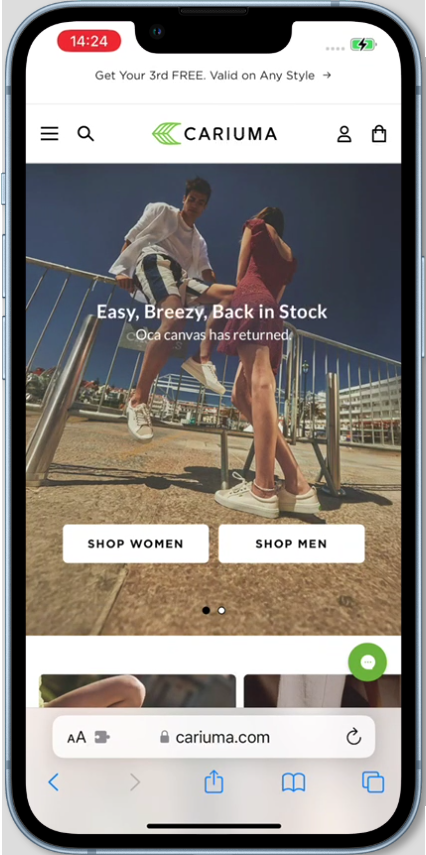 14:24
Get Your 3rd FREE. Valid on Any Style →
CARIUMA
Easy, Breezy, Back in Stock
Oca canvas has returned.
SHOP WOMEN
SHOP MEN
AA
cariuma.com